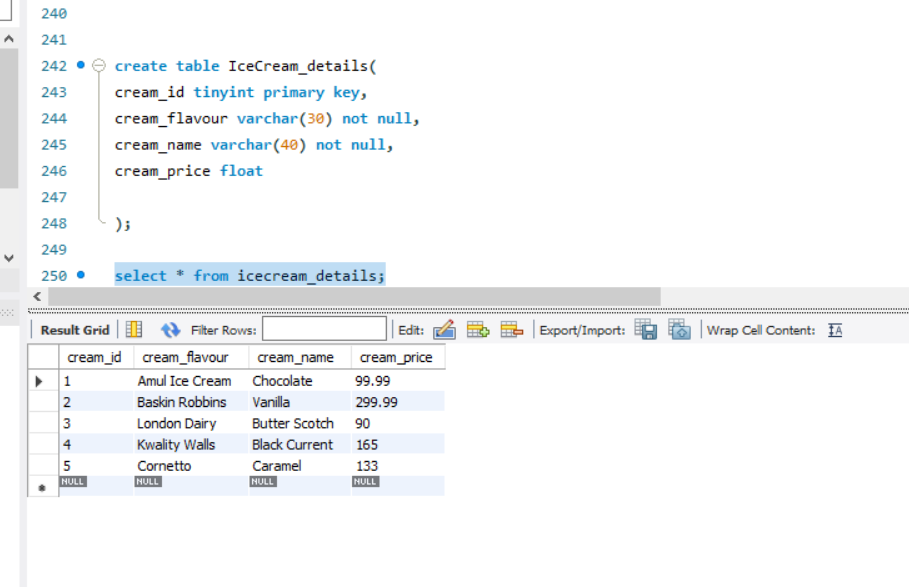 240
241
242 create table IceCream_details(
243 cream_id tinyint primary key,
244 cream_flavour varchar(30) not null,
245 cream_name varchar(40) not null,
246 cream_price float
247
248 );
249
250 select * from icecream_details;
Result Grid Filter Rows: Edit: Export/Import: Wrap Cell Content: IA
cream_id cream_flavour cream_name cream_price
1 Amul Ice Cream Chocolate 99.99
2 Baskin Robbins Vanilla 299.99
3 London Dairy Butter Scotch 90
4 Kwality Walls Black Current 165
5 Cornetto Caramel 133
NULL NULL NULL NULL